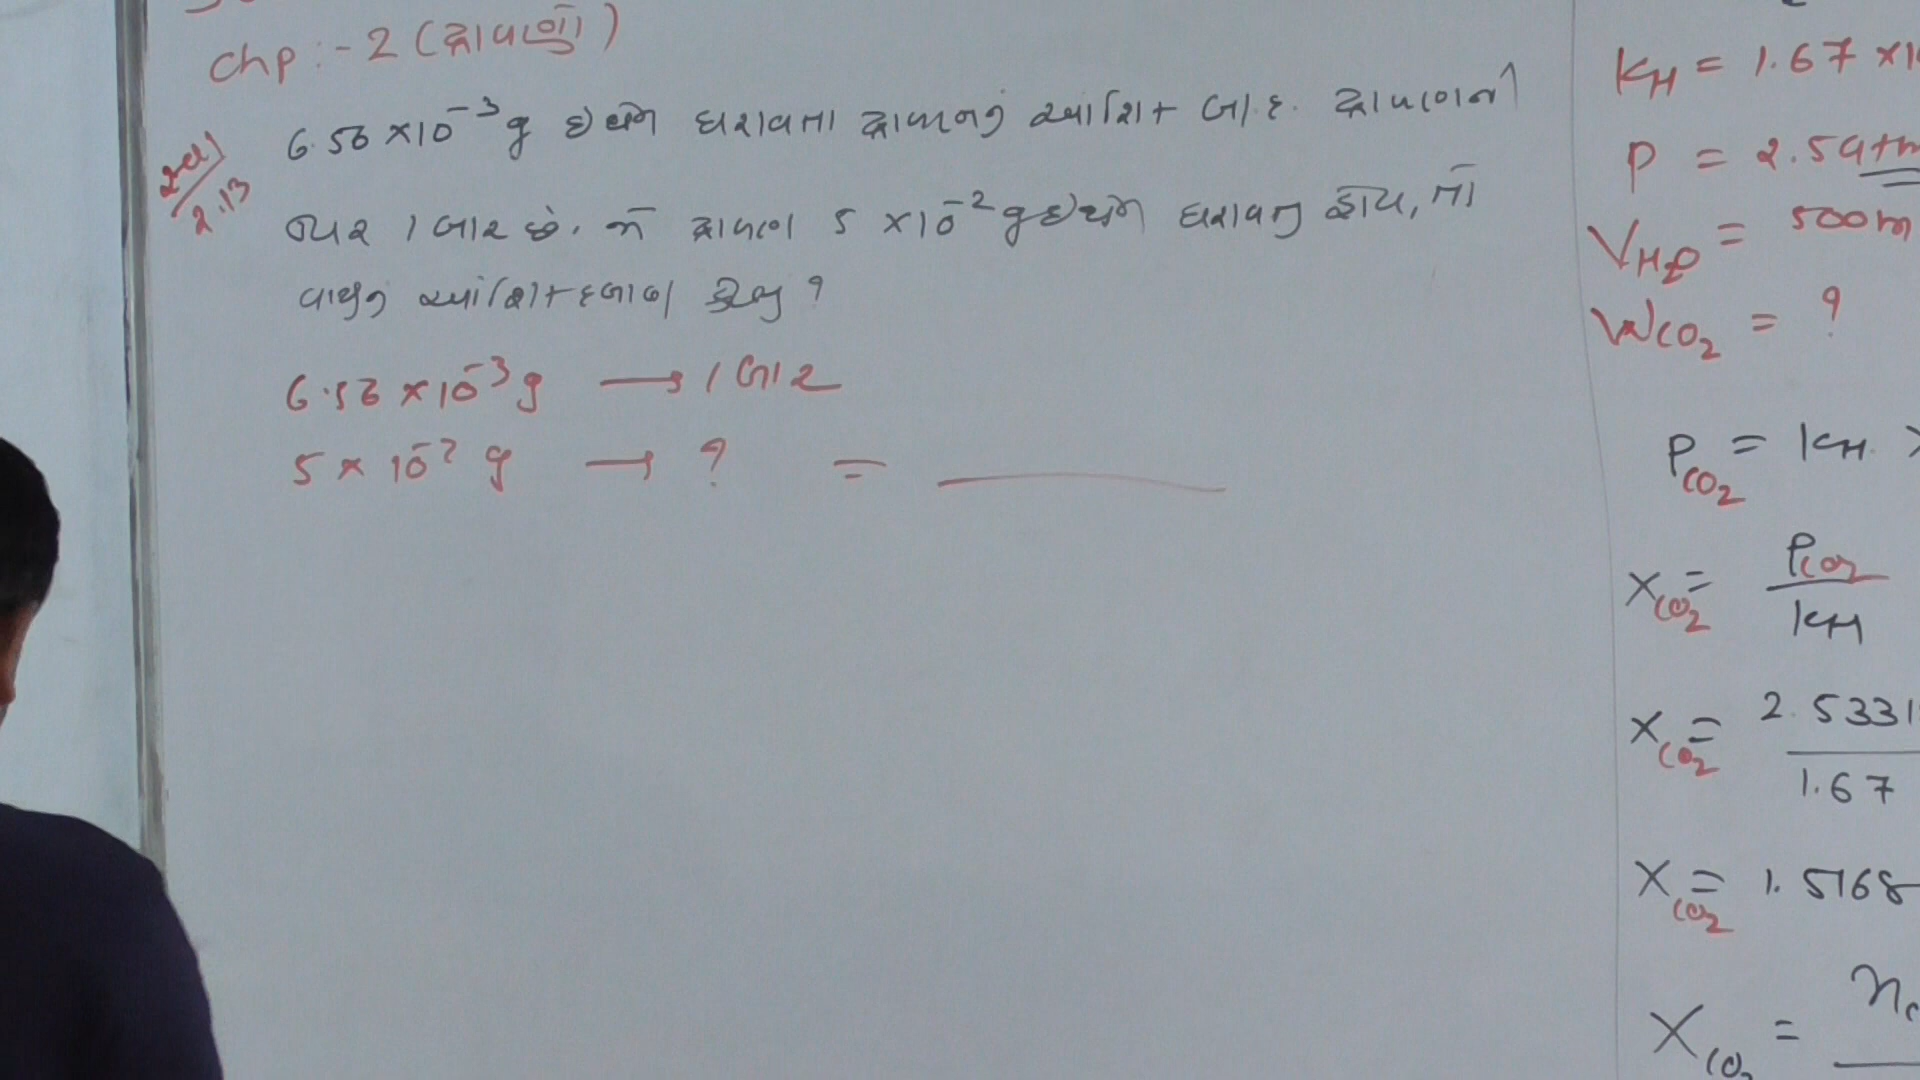 Chp :- 2 (દ્રાવણો)
2.13
6.56 × 10⁻³ g ઇથેન ધરાવતા દ્રાવણનું આંશિક બા.દ. દ્રાવણની
ઉપર 1 બાર છે. જો દ્રાવણ 5 × 10⁻² g ઇથેન ધરાવતુ હોય, તો
વાયુનુ આંશિક દબાણ કેટલુ ?
6.56 × 10⁻³ g → 1 બાર
5 × 10⁻² g → ? =
K_H = 1.67 ×
P = 2.5 atm
V_H₂O = 500 m
W_CO₂ = ?
P_CO₂ = K_H ·
X_CO₂ = P_CO₂ / K_H
X_CO₂ = 2.5331 / 1.67
X_CO₂ = 1.5168
X_CO₂ = n